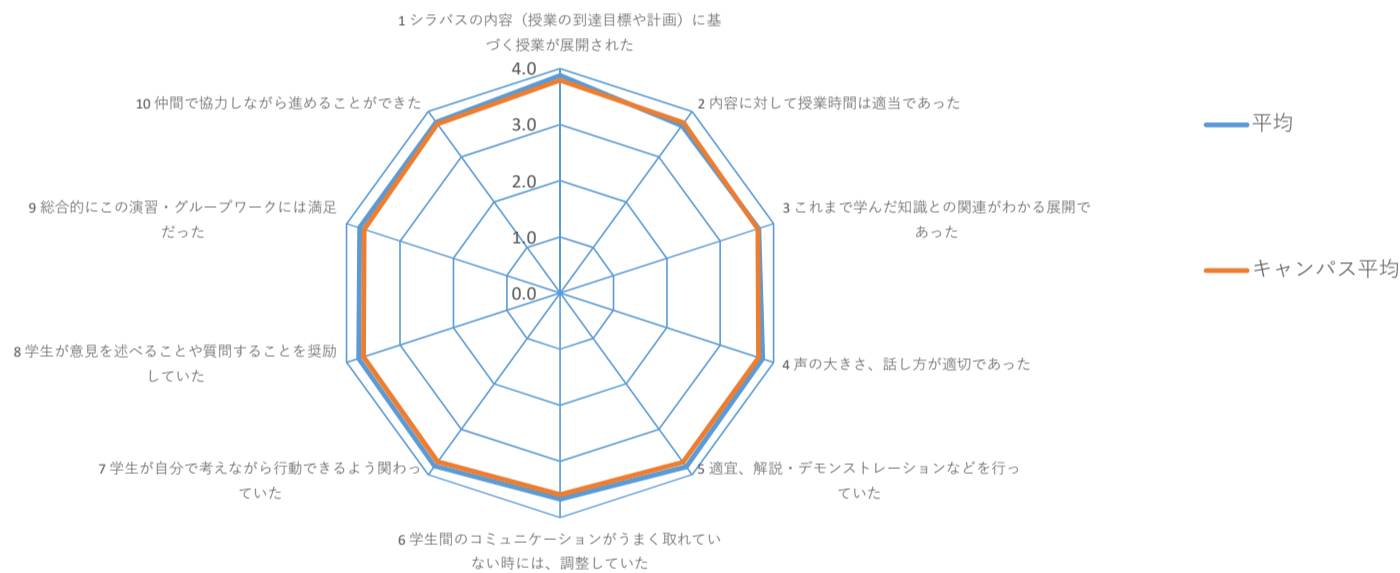 1 シラバスの内容（授業の到達目標や計画）に基
づく授業が展開された
2 内容に対して授業時間は適当であった
3 これまで学んだ知識との関連がわかる展開で
あった
4 声の大きさ、話し方が適切であった
5 適宜、解説・デモンストレーションなどを行っ
ていた
6 学生間のコミュニケーションがうまく取れてい
ない時には、調整していた
7 学生が自分で考えながら行動できるよう関わっ
ていた
8 学生が意見を述べることや質問することを奨励
していた
9 総合的にこの演習・グループワークには満足
だった
10 仲間で協力しながら進めることができた
4.0
3.0
2.0
1.0
0.0
平均
キャンパス平均